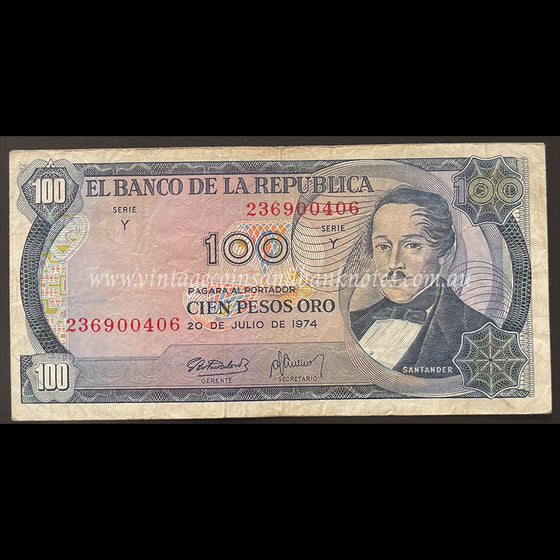 100 EL BANCO DE LA REPUBLICA 100
SERIE 236900406
Y 100 SERIE
Y
www.vintagecoinsandbanknotes.com.au
PAGARA AL PORTADOR
236900406 CIEN PESOS ORO
20 DE JULIO DE 1974
100 GERENTE SECRETARIO SANTANDER